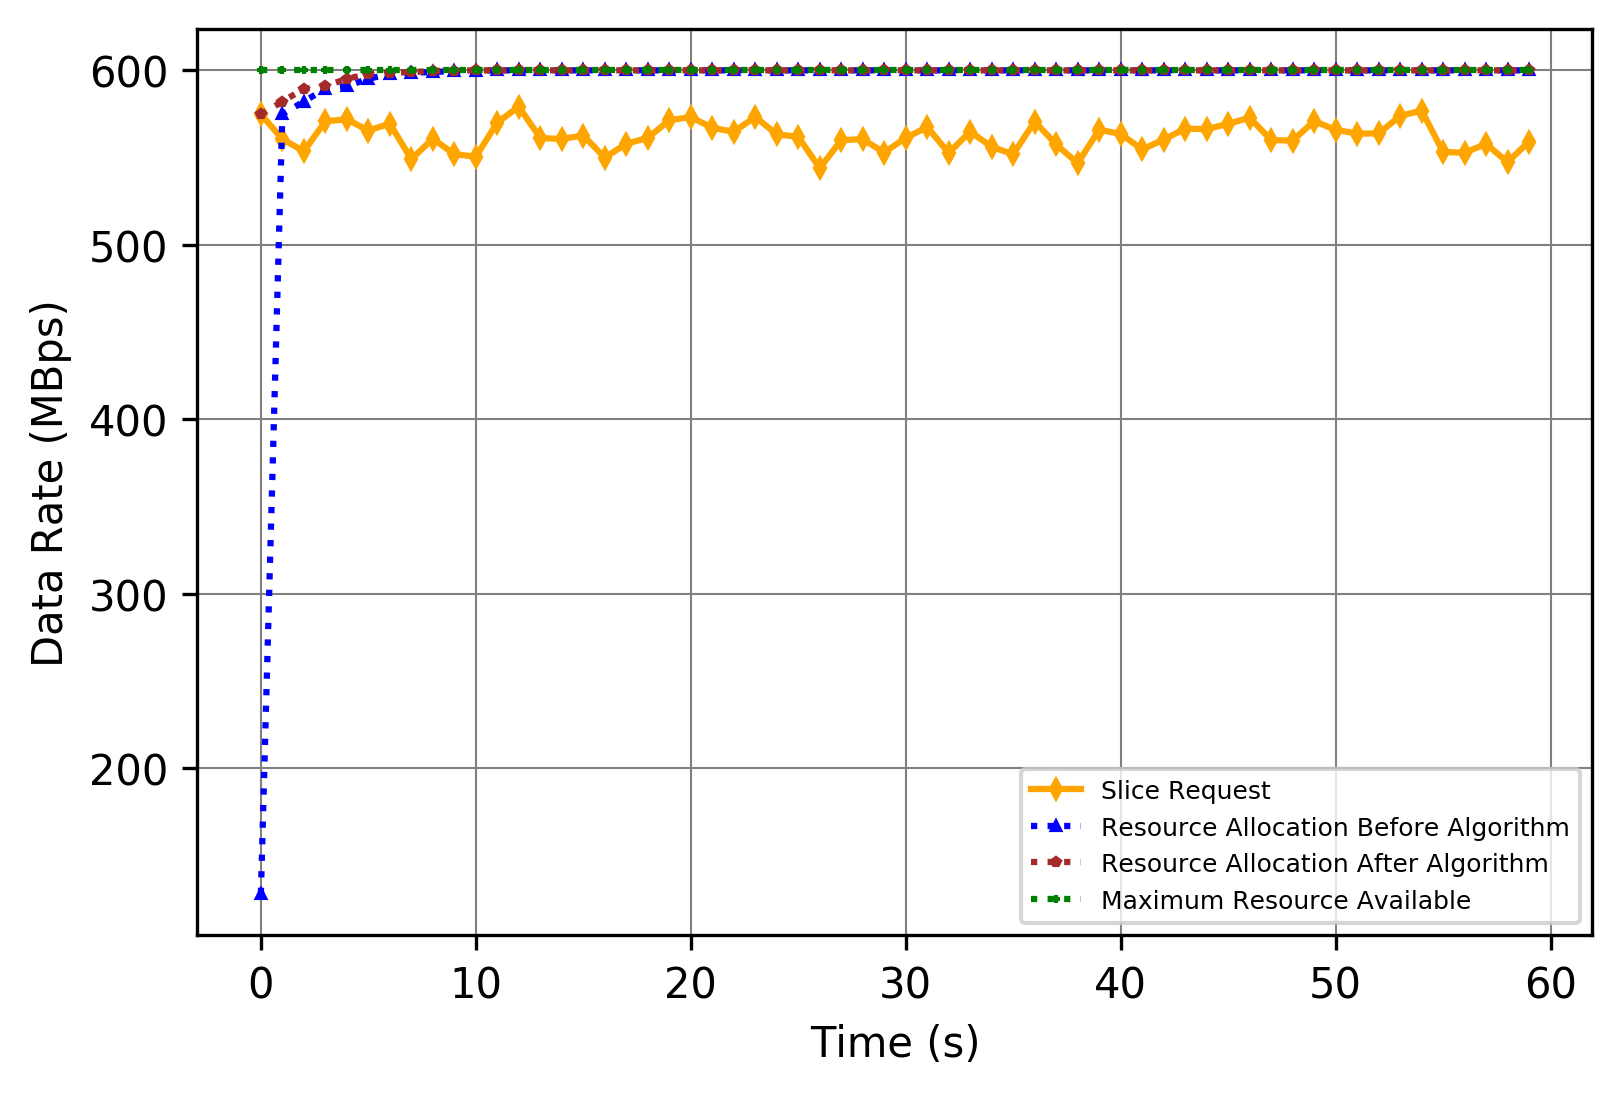 600
500
400
300
200
Data Rate (MBps)
Slice Request
Resource Allocation Before Algorithm
Resource Allocation After Algorithm
Maximum Resource Available
0 10 20 30 40 50 60
Time (s)